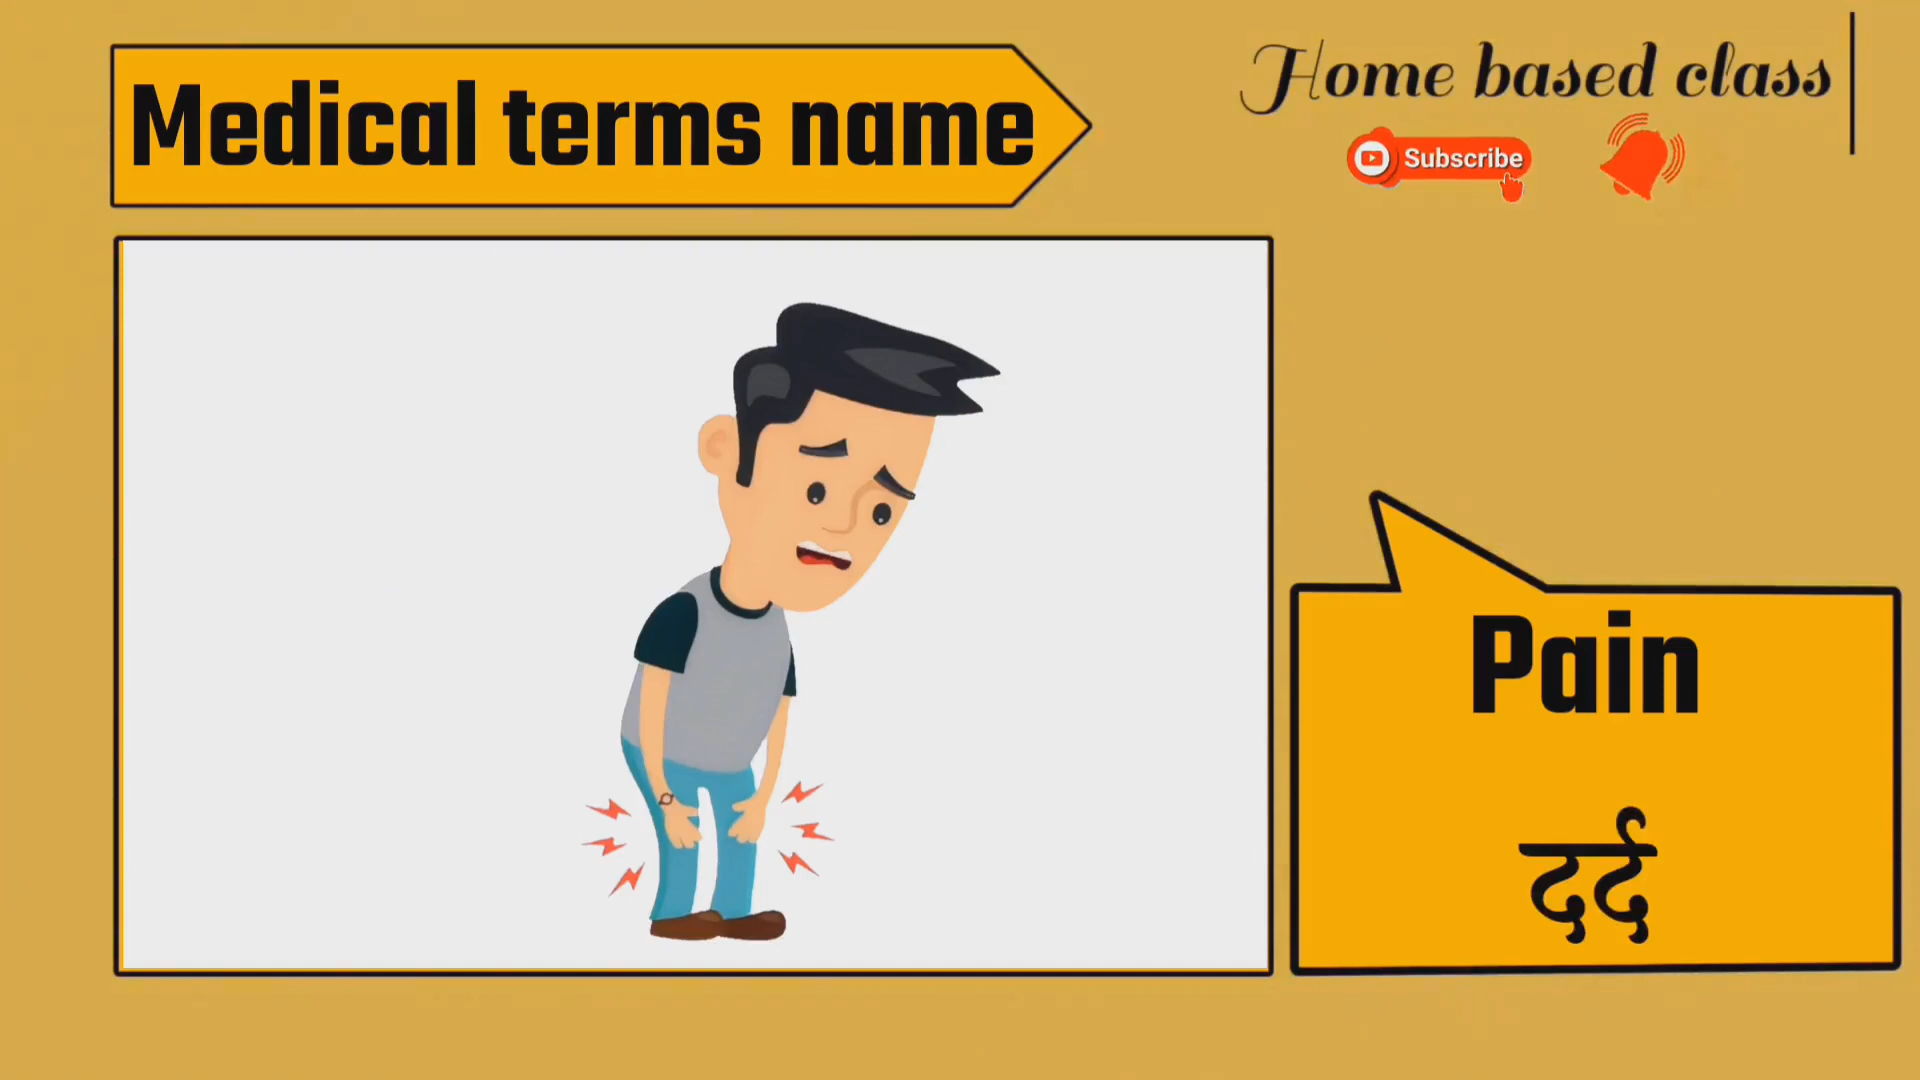 Medical terms name
Home based class
Subscribe
Pain
दर्द